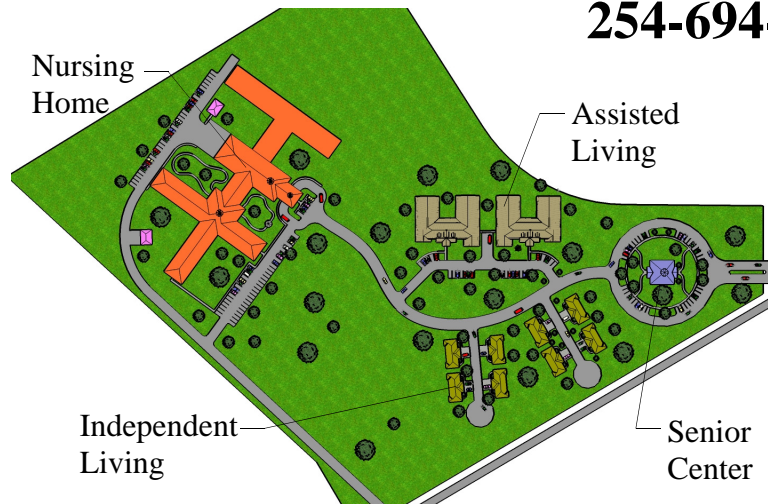 254-694-
Nursing
Home
Assisted
Living
Independent
Living
Senior
Center